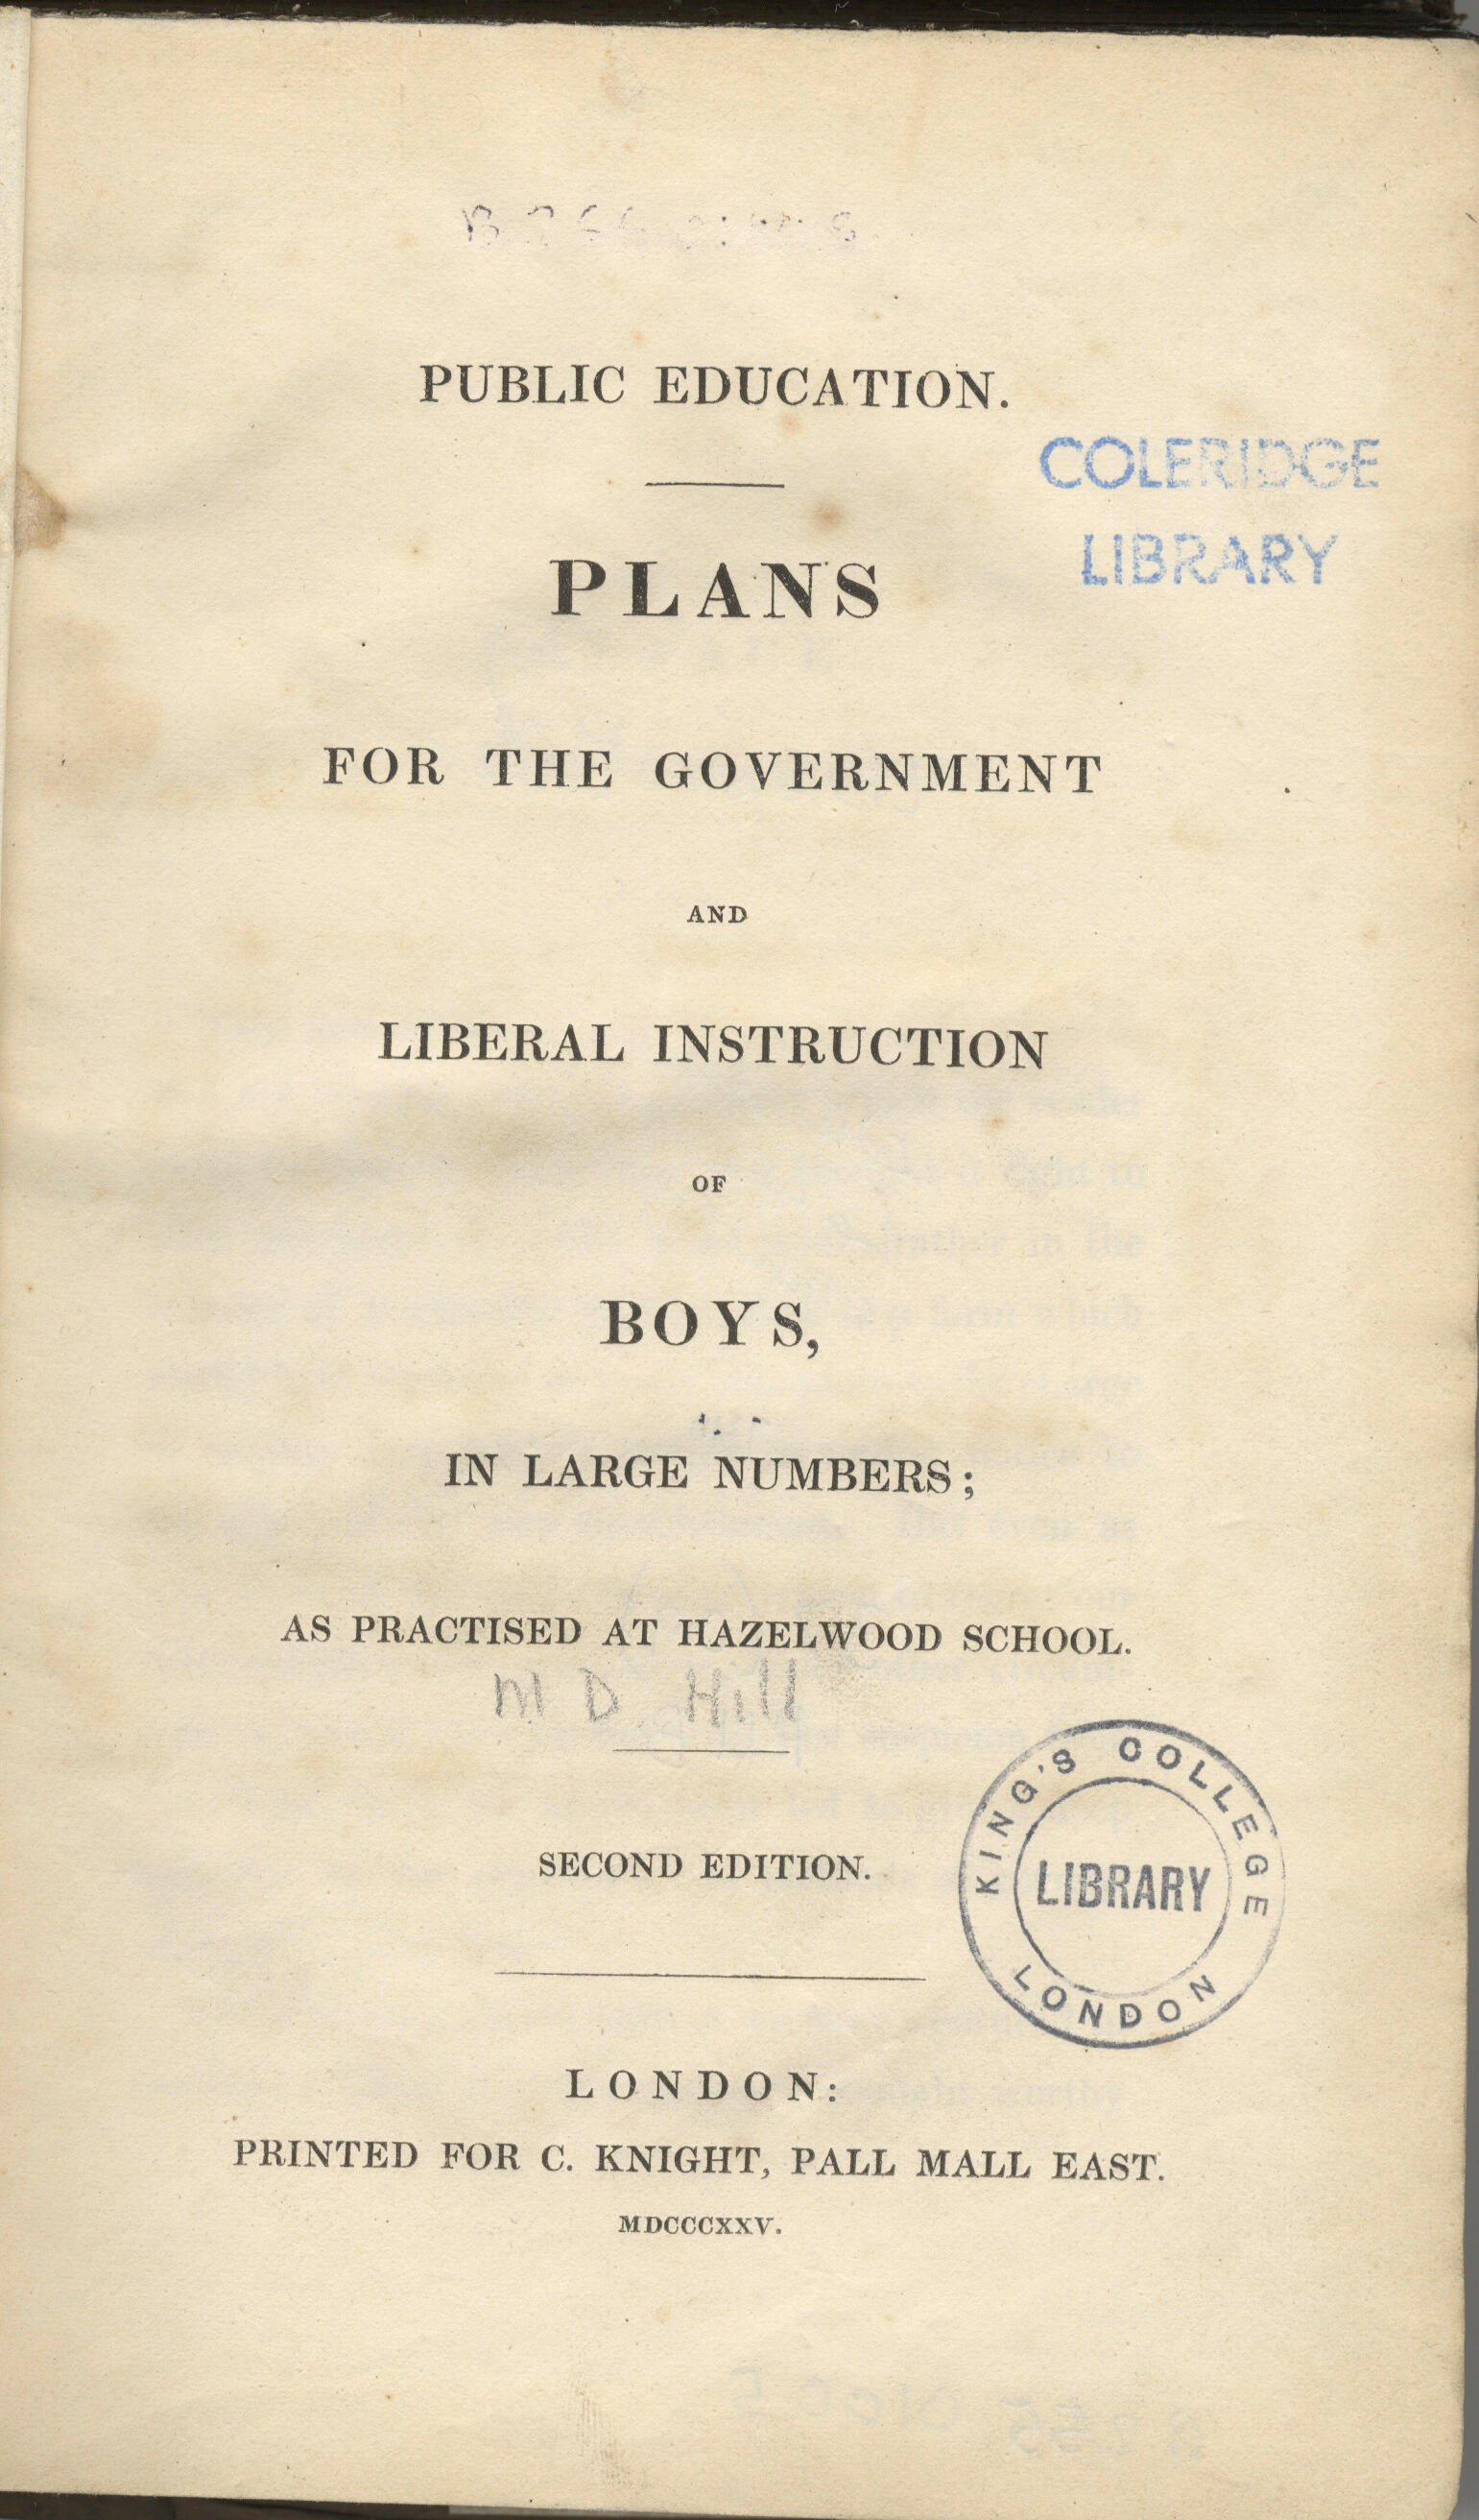 PUBLIC EDUCATION.
COLERIDGE
LIBRARY
PLANS
FOR THE GOVERNMENT
AND
LIBERAL INSTRUCTION
OF
BOYS,
IN LARGE NUMBERS;
AS PRACTISED AT HAZELWOOD SCHOOL.
M D Hill
SECOND EDITION.
KING'S COLLEGE
LIBRARY
LONDON
LONDON:
PRINTED FOR C. KNIGHT, PALL MALL EAST.
MDCCCXXV.